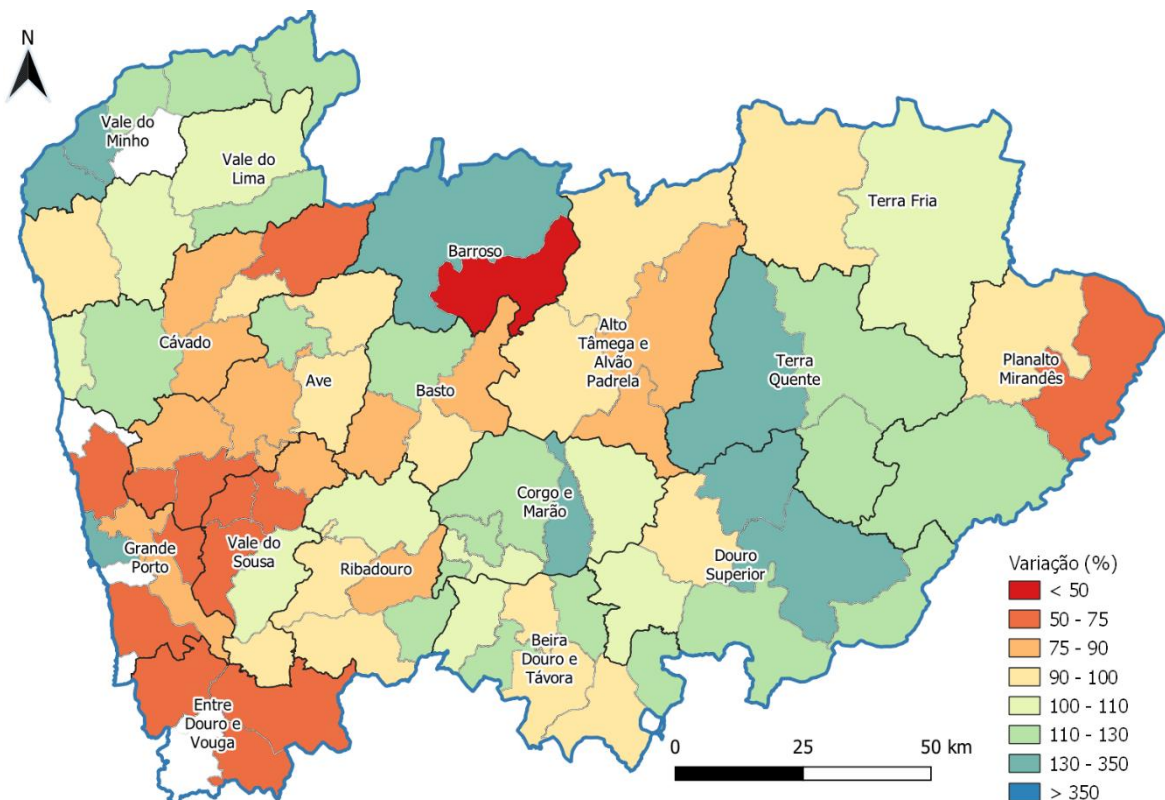 N
Vale do
Minho
Vale do
Lima
Terra Fria
Barroso
Cávado
Alto
Tâmega e
Alvão
Padrela
Terra
Quente
Planalto
Mirandês
Ave
Basto
Corgo e
Marão
Grande
Porto
Vale do
Sousa
Ribadouro
Douro
Superior
Beira
Douro e
Távora
Entre
Douro e
Vouga
Variação (%)
< 50
50 - 75
75 - 90
90 - 100
100 - 110
110 - 130
130 - 350
> 350
0 25 50 km